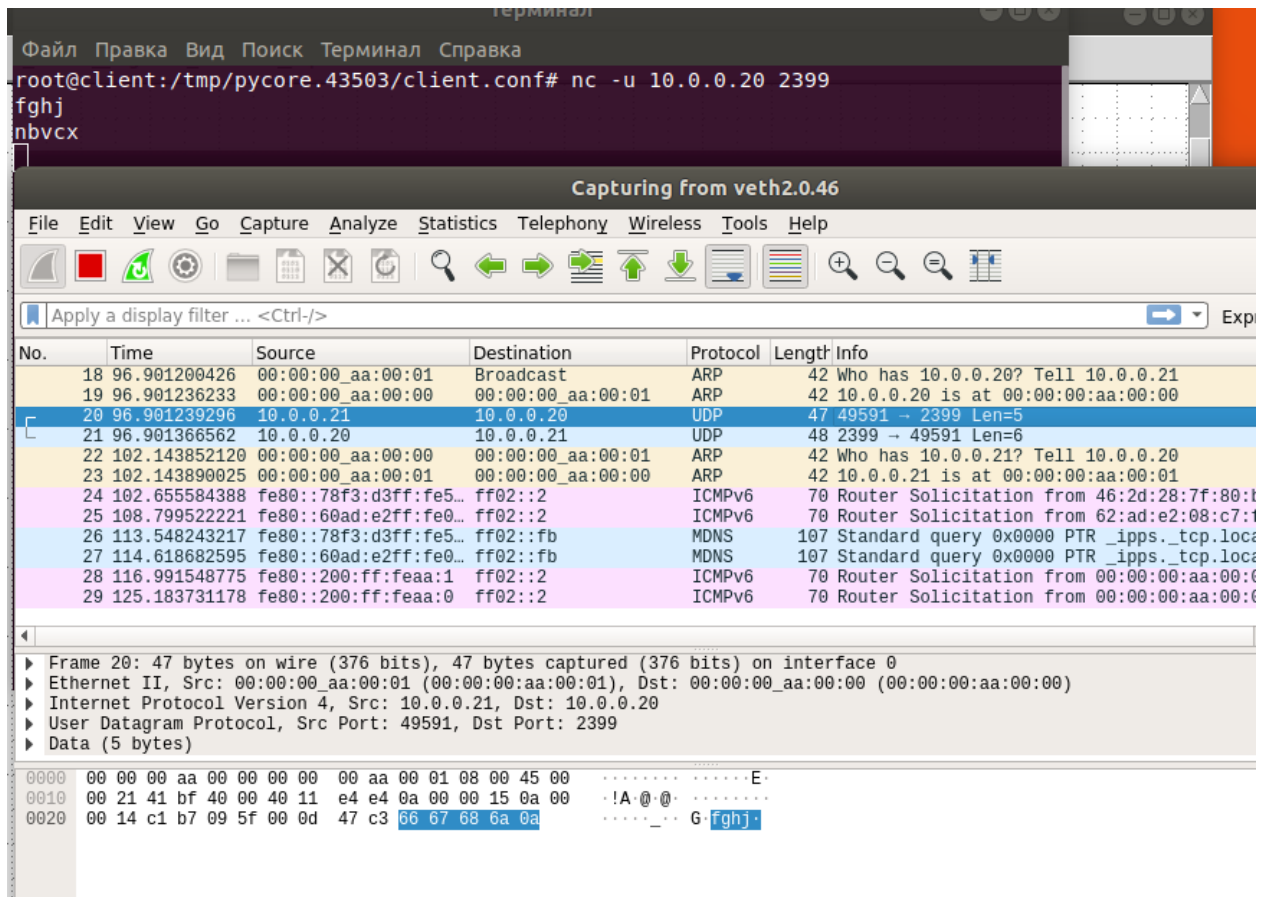 Терминал
Файл Правка Вид Поиск Терминал Справка
root@client:/tmp/pycore.43503/client.conf# nc -u 10.0.0.20 2399
fghj
nbvcx
Capturing from veth2.0.46
File Edit View Go Capture Analyze Statistics Telephony Wireless Tools Help
Apply a display filter ... <Ctrl-/>
No. Time Source Destination Protocol Length Info
18 96.901200426 00:00:00_aa:00:01 Broadcast ARP 42 Who has 10.0.0.20? Tell 10.0.0.21
19 96.901236233 00:00:00_aa:00:00 00:00:00_aa:00:01 ARP 42 10.0.0.20 is at 00:00:00:aa:00:00
20 96.901239296 10.0.0.21 10.0.0.20 UDP 47 49591 → 2399 Len=5
21 96.901366562 10.0.0.20 10.0.0.21 UDP 48 2399 → 49591 Len=6
22 102.143852120 00:00:00_aa:00:00 00:00:00_aa:00:01 ARP 42 Who has 10.0.0.21? Tell 10.0.0.20
23 102.143890025 00:00:00_aa:00:01 00:00:00_aa:00:00 ARP 42 10.0.0.21 is at 00:00:00:aa:00:01
24 102.655584388 fe80::78f3:d3ff:fe5… ff02::2 ICMPv6 70 Router Solicitation from 46:2d:28:7f:80:
25 108.799522221 fe80::60ad:e2ff:fe0… ff02::2 ICMPv6 70 Router Solicitation from 62:ad:e2:08:c7:
26 113.548243217 fe80::78f3:d3ff:fe5… ff02::fb MDNS 107 Standard query 0x0000 PTR _ipps._tcp.loca
27 114.618682595 fe80::60ad:e2ff:fe0… ff02::fb MDNS 107 Standard query 0x0000 PTR _ipps._tcp.loca
28 116.991548775 fe80::200:ff:feaa:1 ff02::2 ICMPv6 70 Router Solicitation from 00:00:00:aa:00:
29 125.183731178 fe80::200:ff:feaa:0 ff02::2 ICMPv6 70 Router Solicitation from 00:00:00:aa:00:
Frame 20: 47 bytes on wire (376 bits), 47 bytes captured (376 bits) on interface 0
Ethernet II, Src: 00:00:00_aa:00:01 (00:00:00:aa:00:01), Dst: 00:00:00_aa:00:00 (00:00:00:aa:00:00)
Internet Protocol Version 4, Src: 10.0.0.21, Dst: 10.0.0.20
User Datagram Protocol, Src Port: 49591, Dst Port: 2399
Data (5 bytes)
0000 00 00 00 aa 00 00 00 00 00 aa 00 01 08 00 45 00 ········ ······E·
0010 00 21 41 bf 40 00 40 11 e4 e4 0a 00 00 15 0a 00 ·!A·@·@· ········
0020 00 14 c1 b7 09 5f 00 0d 47 c3 66 67 68 6a 0a ·····_·· G·fghj·